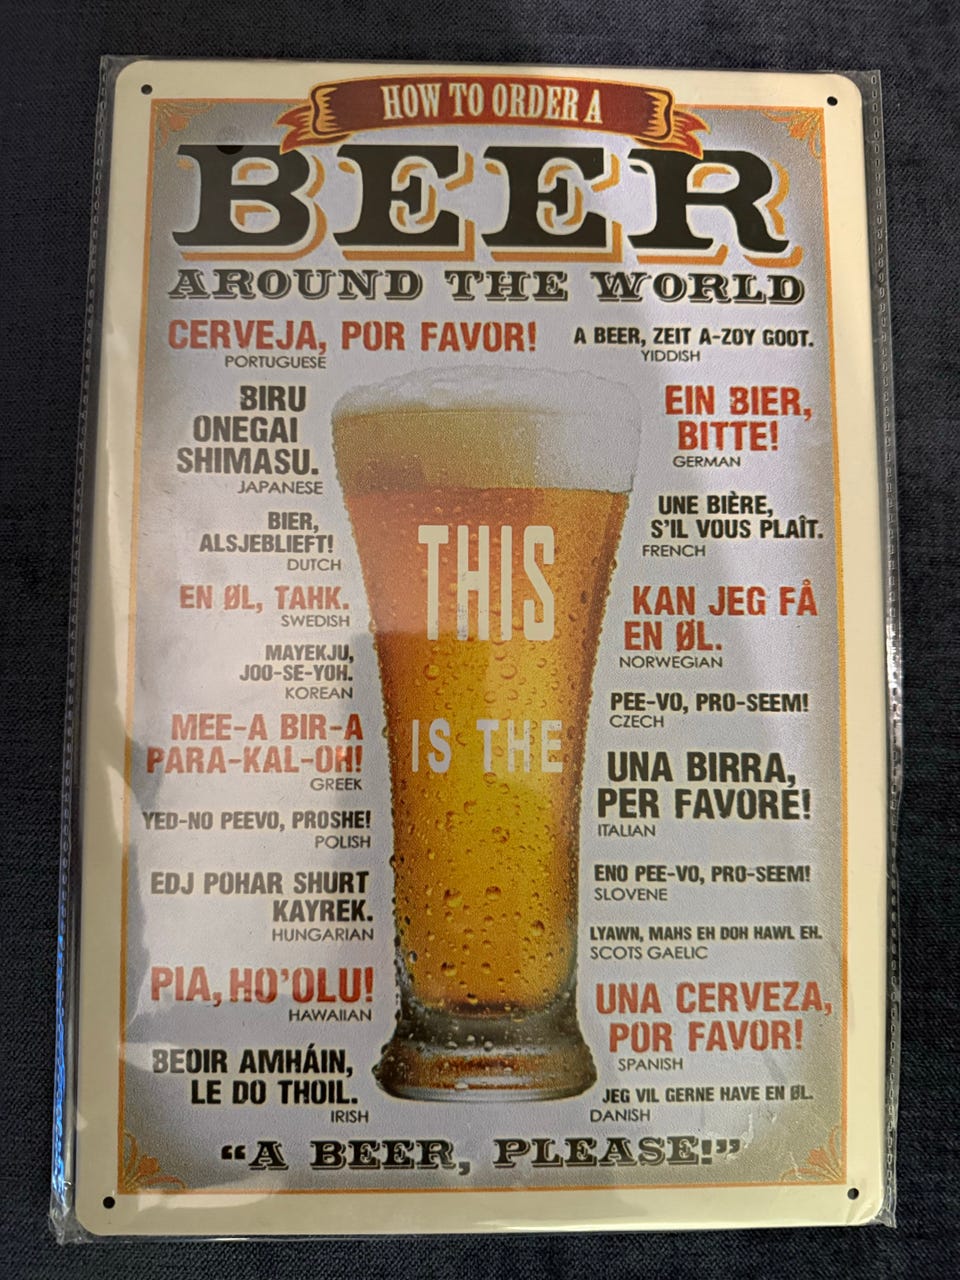 HOW TO ORDER A
BEER
AROUND THE WORLD
CERVEJA, POR FAVOR!
PORTUGUESE
BIRU
ONEGAI
SHIMASU.
JAPANESE
BIER,
ALSJEBLIEFT!
DUTCH
EN ØL, TAHK.
SWEDISH
MAYEKJU,
JOO-SE-YOH.
KOREAN
MEE-A BIR-A
PARA-KAL-OH!
GREEK
YED-NO PEEVO, PROSHE!
POLISH
EDJ POHAR SHURT
KAYREK.
HUNGARIAN
PIA, HO'OLU!
HAWAIIAN
BEOIR AMHÁIN,
LE DO THOIL.
IRISH
THIS
IS THE
A BEER, ZEIT A-ZOY GOOT.
YIDDISH
EIN BIER,
BITTE!
GERMAN
UNE BIÈRE,
S'IL VOUS PLAÎT.
FRENCH
KAN JEG FÅ
EN ØL.
NORWEGIAN
PEE-VO, PRO-SEEM!
CZECH
UNA BIRRA,
PER FAVORE!
ITALIAN
ENO PEE-VO, PRO-SEEM!
SLOVENE
LYAWN, MAHS EH DOH HAWL EH.
SCOTS GAELIC
UNA CERVEZA,
POR FAVOR!
SPANISH
JEG VIL GERNE HAVE EN ØL.
DANISH
"A BEER, PLEASE!"